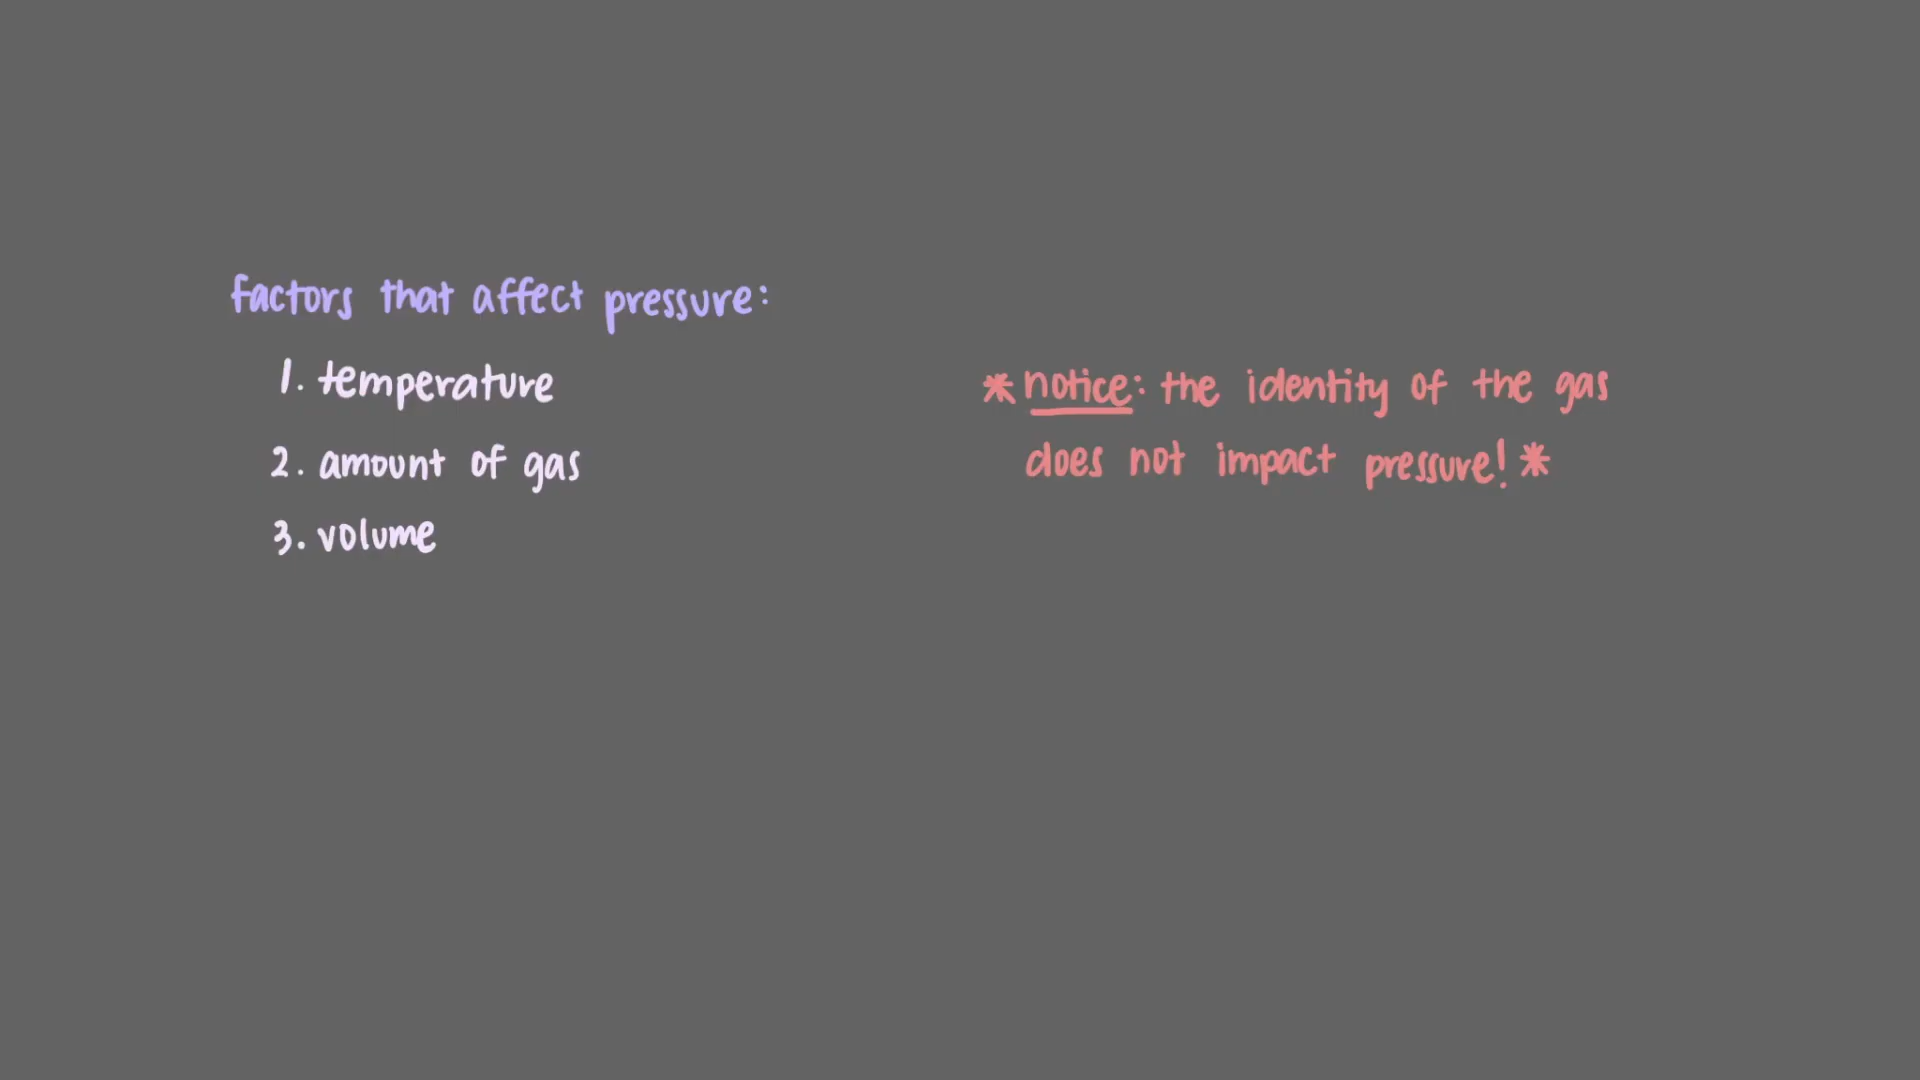 factors that affect pressure:
1. temperature
2. amount of gas
3. volume
*notice: the identity of the gas
does not impact pressure!*